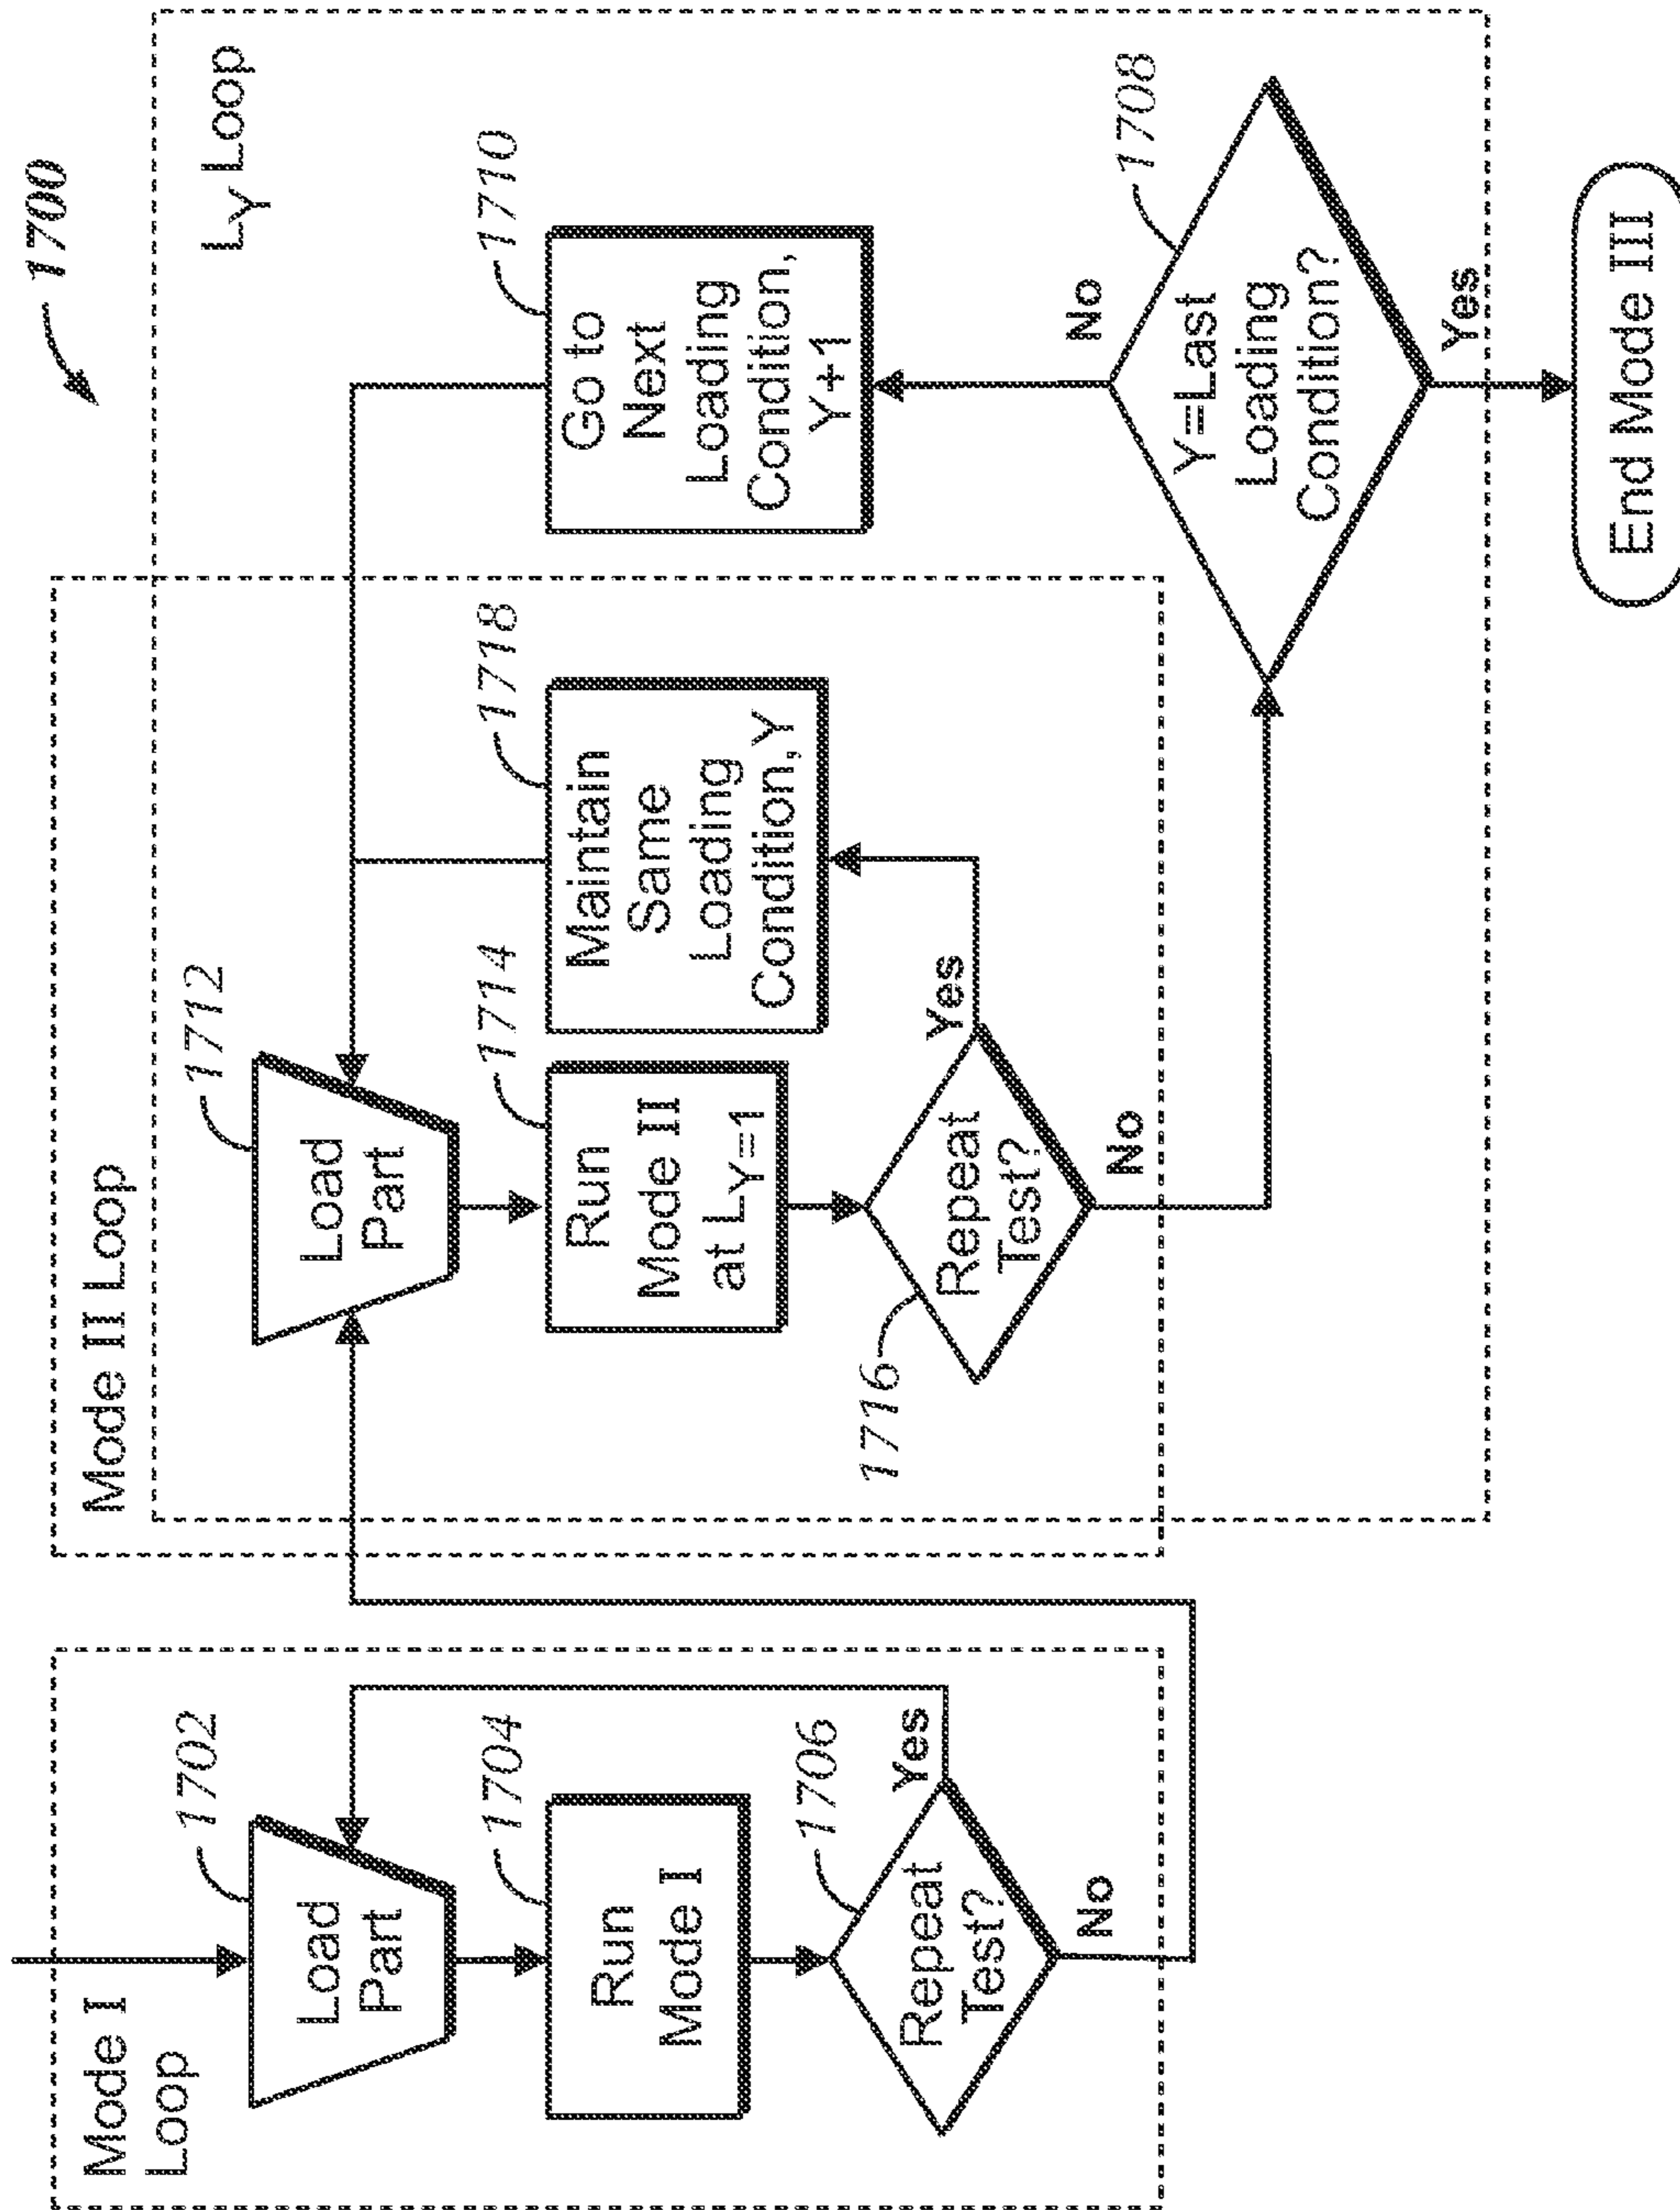 1700
Mode I
Loop
1702
Load
Part
1704
Run
Mode I
1706
Repeat
Test?
Yes
No
Mode II Loop
1712
Load
Part
1714
Run
Mode II
at LY=1
1716
Repeat
Test?
Yes
No
1718
Maintain
Same
Loading
Condition,Y
LY Loop
1710
Go to
Next
Loading
Condition,
Y+1
No
1708
Y=Last
Loading
Condition?
Yes
End Mode III